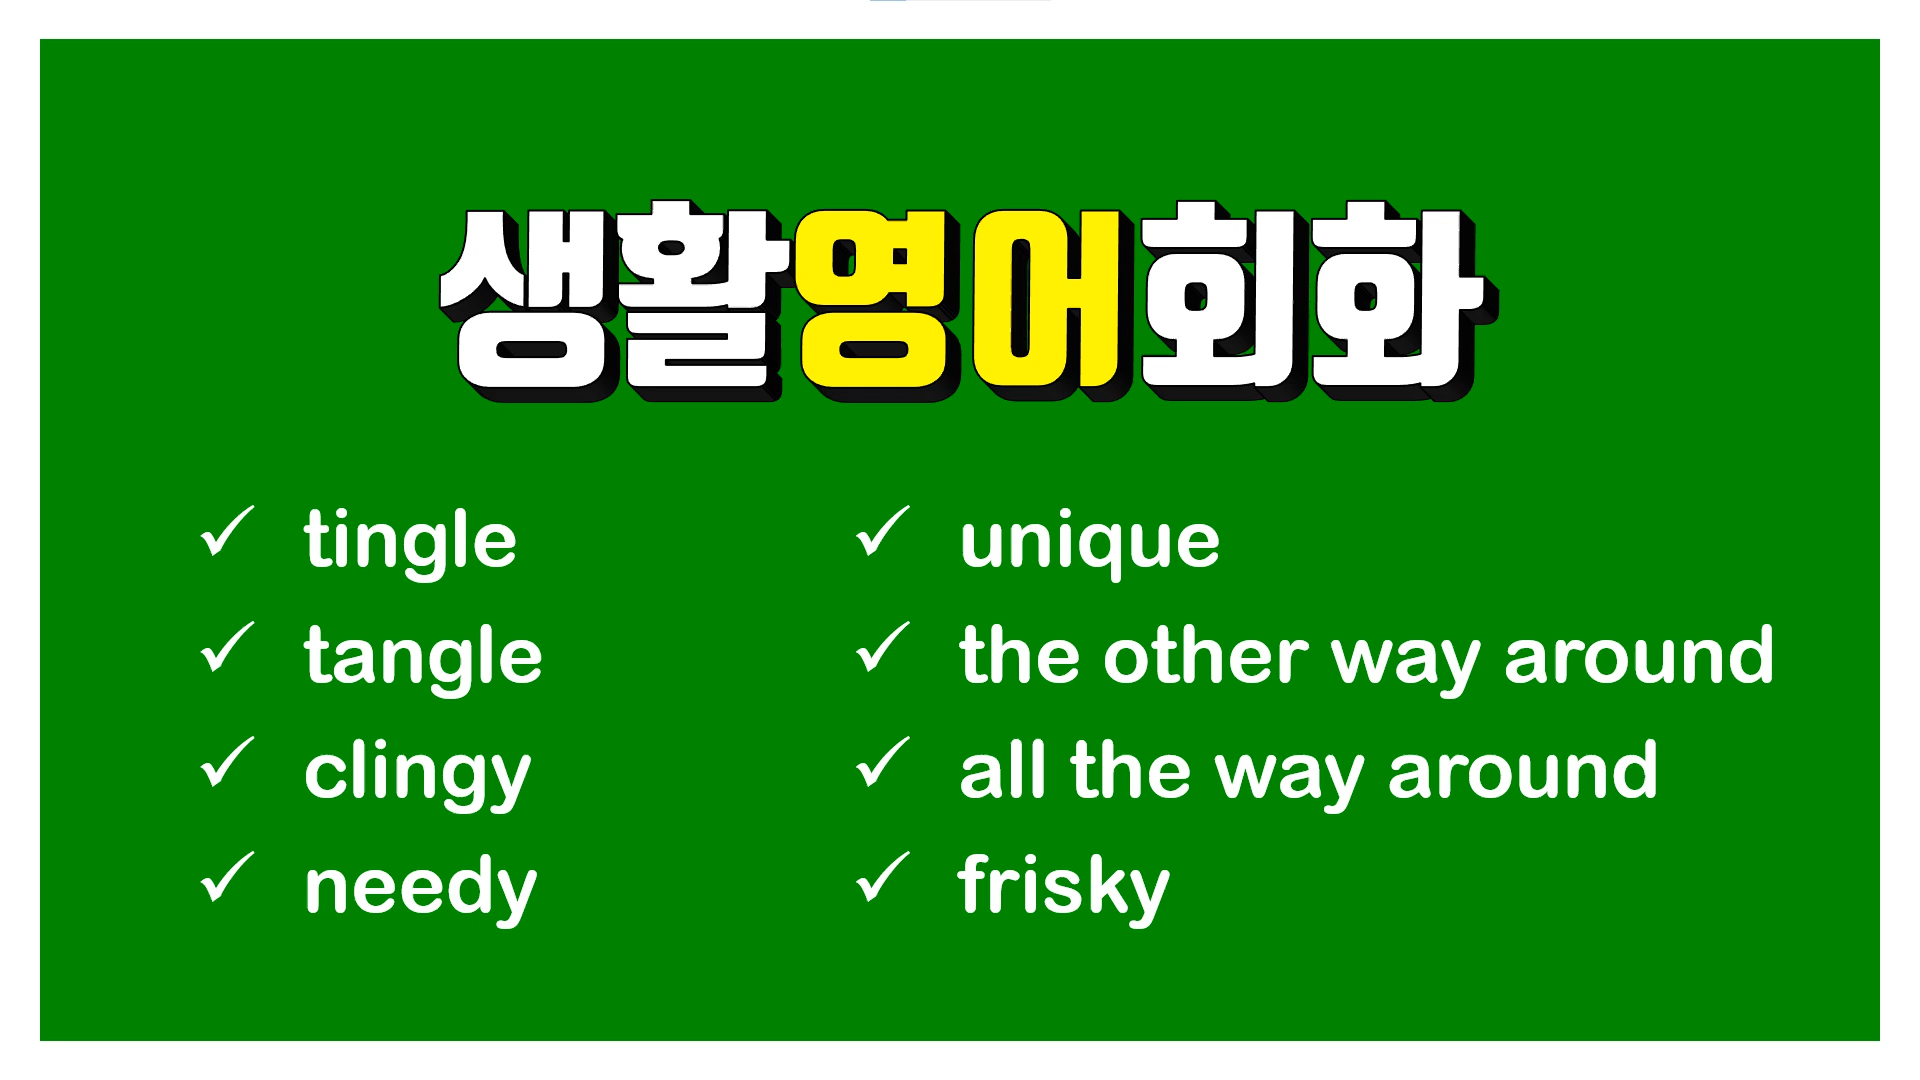 생활영어회화
✓ tingle
✓ tangle
✓ clingy
✓ needy
✓ unique
✓ the other way around
✓ all the way around
✓ frisky